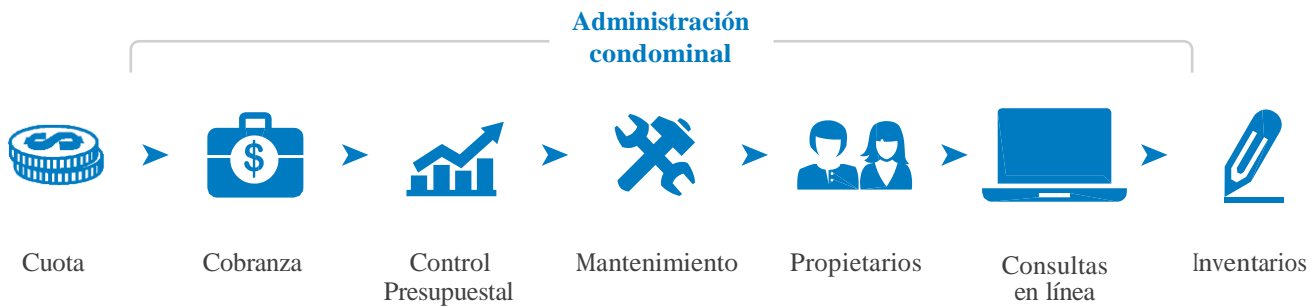 Administración
condominal
$
$
Cuota
Cobranza
Control
Presupuestal
Mantenimiento
Propietarios
Consultas
en línea
Inventarios